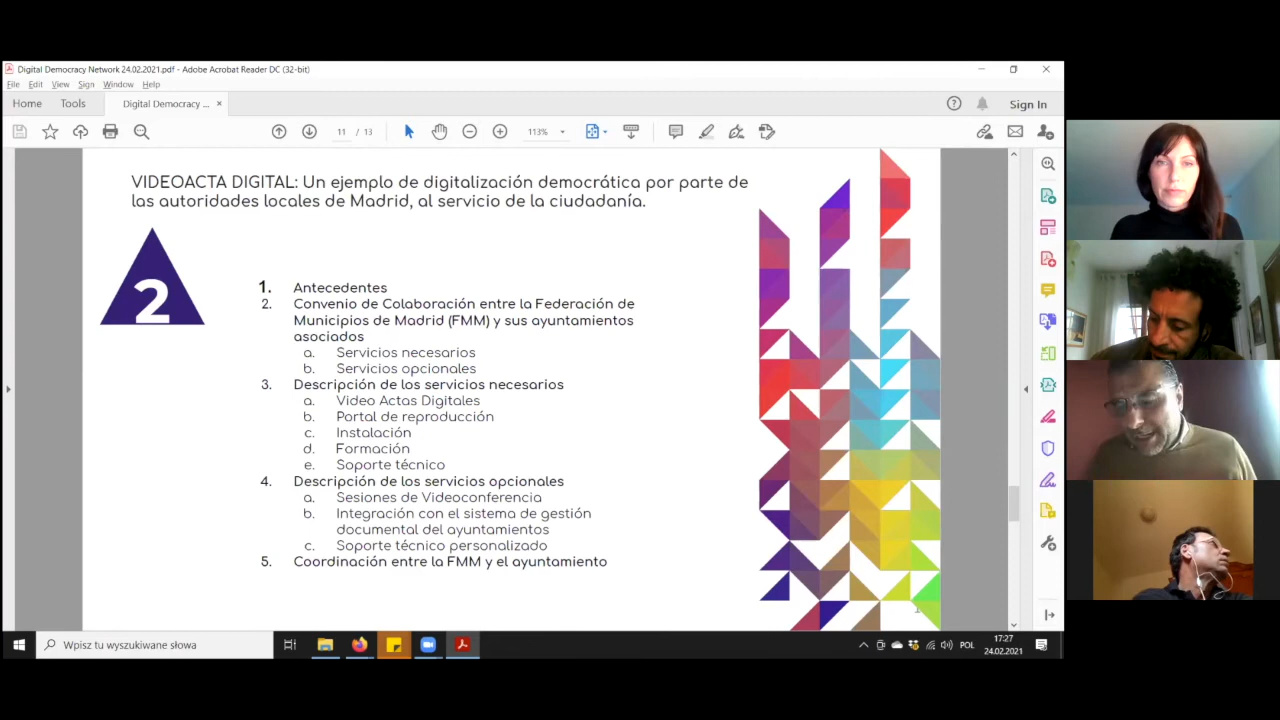 Digital Democracy Network 24.02.2021.pdf - Adobe Acrobat Reader DC (32-bit)
File Edit View Sign Window Help
Home Tools Digital Democracy ... × Sign In
11 / 13 113%
VIDEOACTA DIGITAL: Un ejemplo de digitalización democrática por parte de
las autoridades locales de Madrid, al servicio de la ciudadanía.
2
1. Antecedentes
2. Convenio de Colaboración entre la Federación de
Municipios de Madrid (FMM) y sus ayuntamientos
asociados
a. Servicios necesarios
b. Servicios opcionales
3. Descripción de los servicios necesarios
a. Video Actas Digitales
b. Portal de reproducción
c. Instalación
d. Formación
e. Soporte técnico
4. Descripción de los servicios opcionales
a. Sesiones de Videoconferencia
b. Integración con el sistema de gestión
documental del ayuntamientos
c. Soporte técnico personalizado
5. Coordinación entre la FMM y el ayuntamiento
Wpisz tu wyszukiwane słowa
POL
17:27
24.02.2021